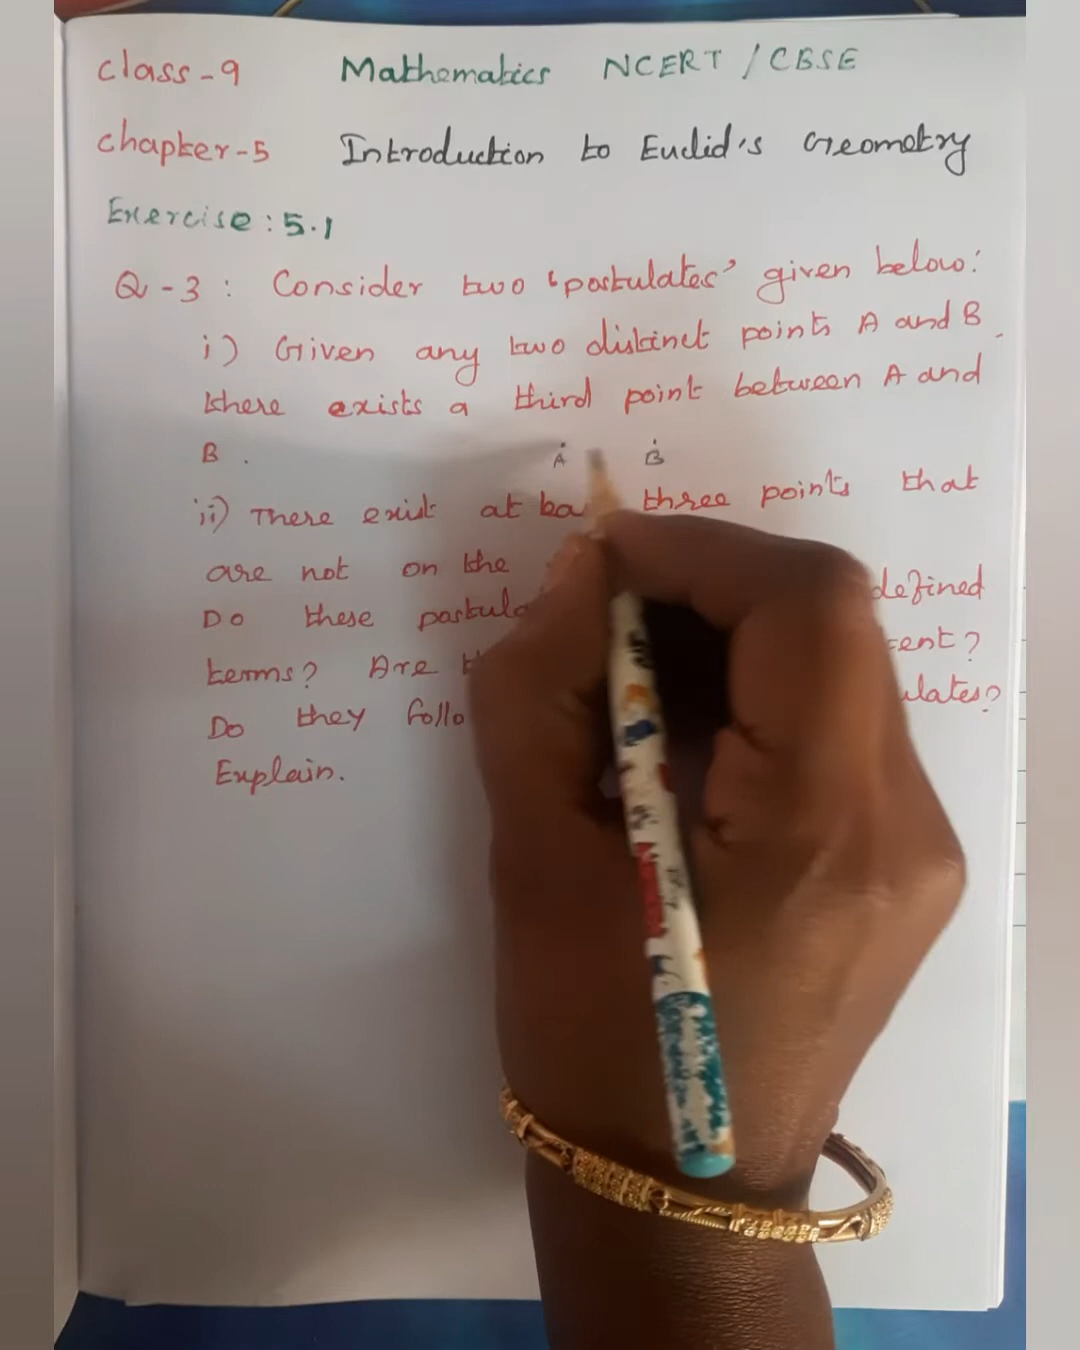 Class-9 Mathematics NCERT / CBSE
Chapter-5 Introduction to Euclid's Geometry
Exercise: 5.1
Q-3: Consider two 'postulates' given below:
i) Given any two distinct points A and B
there exists a third point between A and
B.
A B
ii) There exist at three points that
are not on the
Do these defined
terms? Are
Do they
Explain.